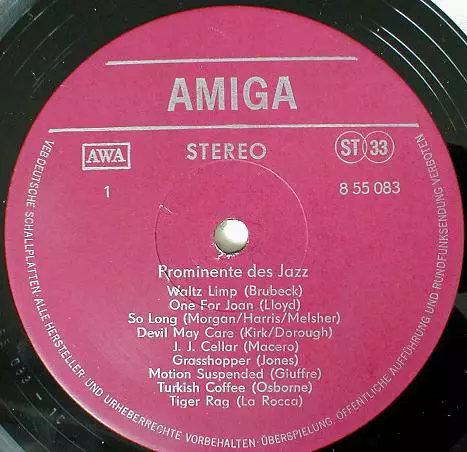 AMIGA
AWA
STEREO
ST 33
1
8 55 083
Prominente des Jazz
Waltz Limp (Brubeck)
One For Joan (Lloyd)
So Long (Morgan/Harris/Melsher)
Devil May Care (Kirk/Dorough)
J. J. Cellar (Macero)
Grasshopper (Jones)
Motion Suspended (Giuffre)
Turkish Coffee (Osborne)
Tiger Rag (La Rocca)
VEB DEUTSCHE SCHALLPLATTEN · ALLE HERSTELLER- UND URHEBERRECHTE VORBEHALTEN · ÜBERSPIELUNG, ÖFFENTLICHE AUFFÜHRUNG UND RUNDFUNKSENDUNG VERBOTEN